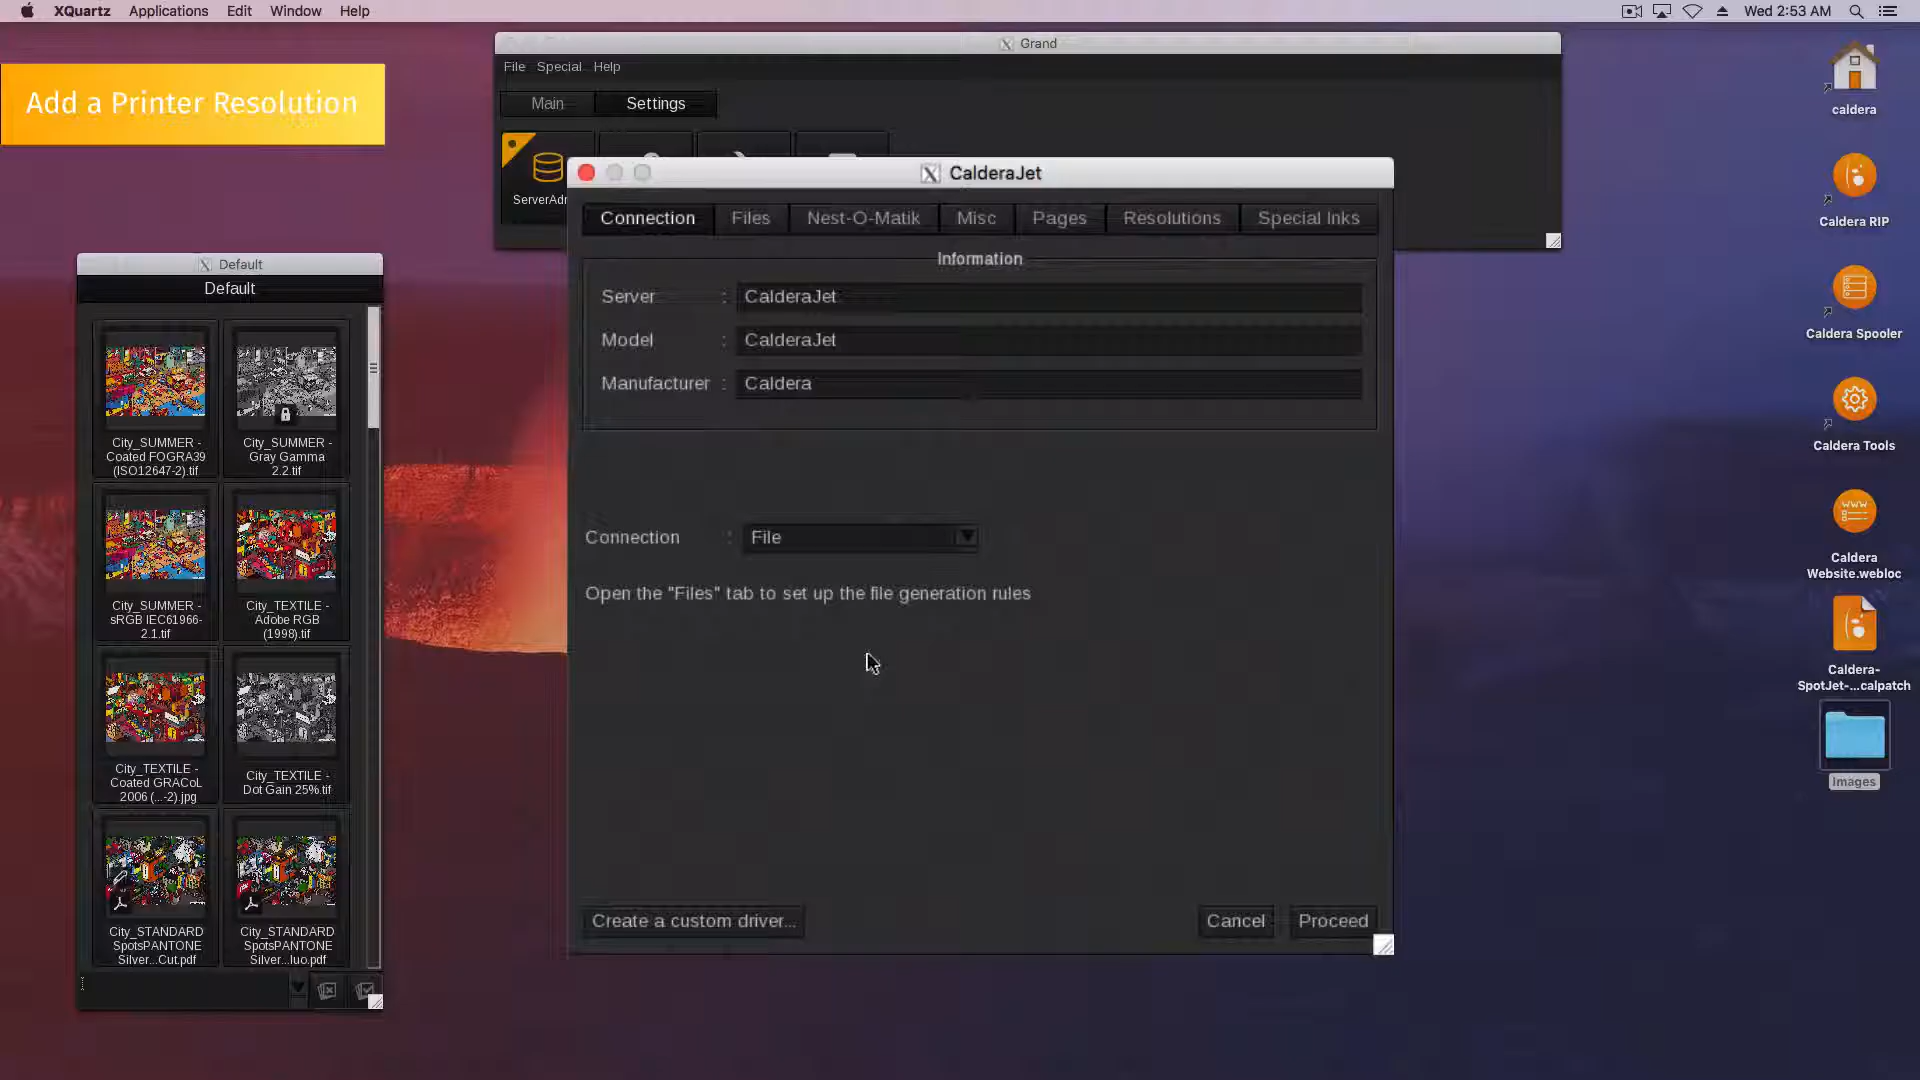 XQuartz Applications Edit Window Help
Wed 2:53 AM
Add a Printer Resolution
Grand
File Special Help
Main Settings
ServerAdm
CalderaJet
Connection Files Nest-O-Matik Misc Pages Resolutions Special Inks
Information
Server : CalderaJet
Model : CalderaJet
Manufacturer : Caldera
Connection : File
Open the "Files" tab to set up the file generation rules
Create a custom driver...
Cancel Proceed
Default
Default
City_SUMMER -
Coated FOGRA39
(ISO12647-2).tif
City_SUMMER -
Gray Gamma
2.2.tif
City_SUMMER -
sRGB IEC61966-
2.1.tif
City_TEXTILE -
Adobe RGB
(1998).tif
City_TEXTILE -
Coated GRACoL
2006 (...-2).jpg
City_TEXTILE -
Dot Gain 25%.tif
City_STANDARD
SpotsPANTONE
Silver...Cut.pdf
City_STANDARD
SpotsPANTONE
Silver...luo.pdf
caldera
Caldera RIP
Caldera Spooler
Caldera Tools
WWW
Caldera
Website.webloc
Caldera-
SpotJet-...calpatch
Images